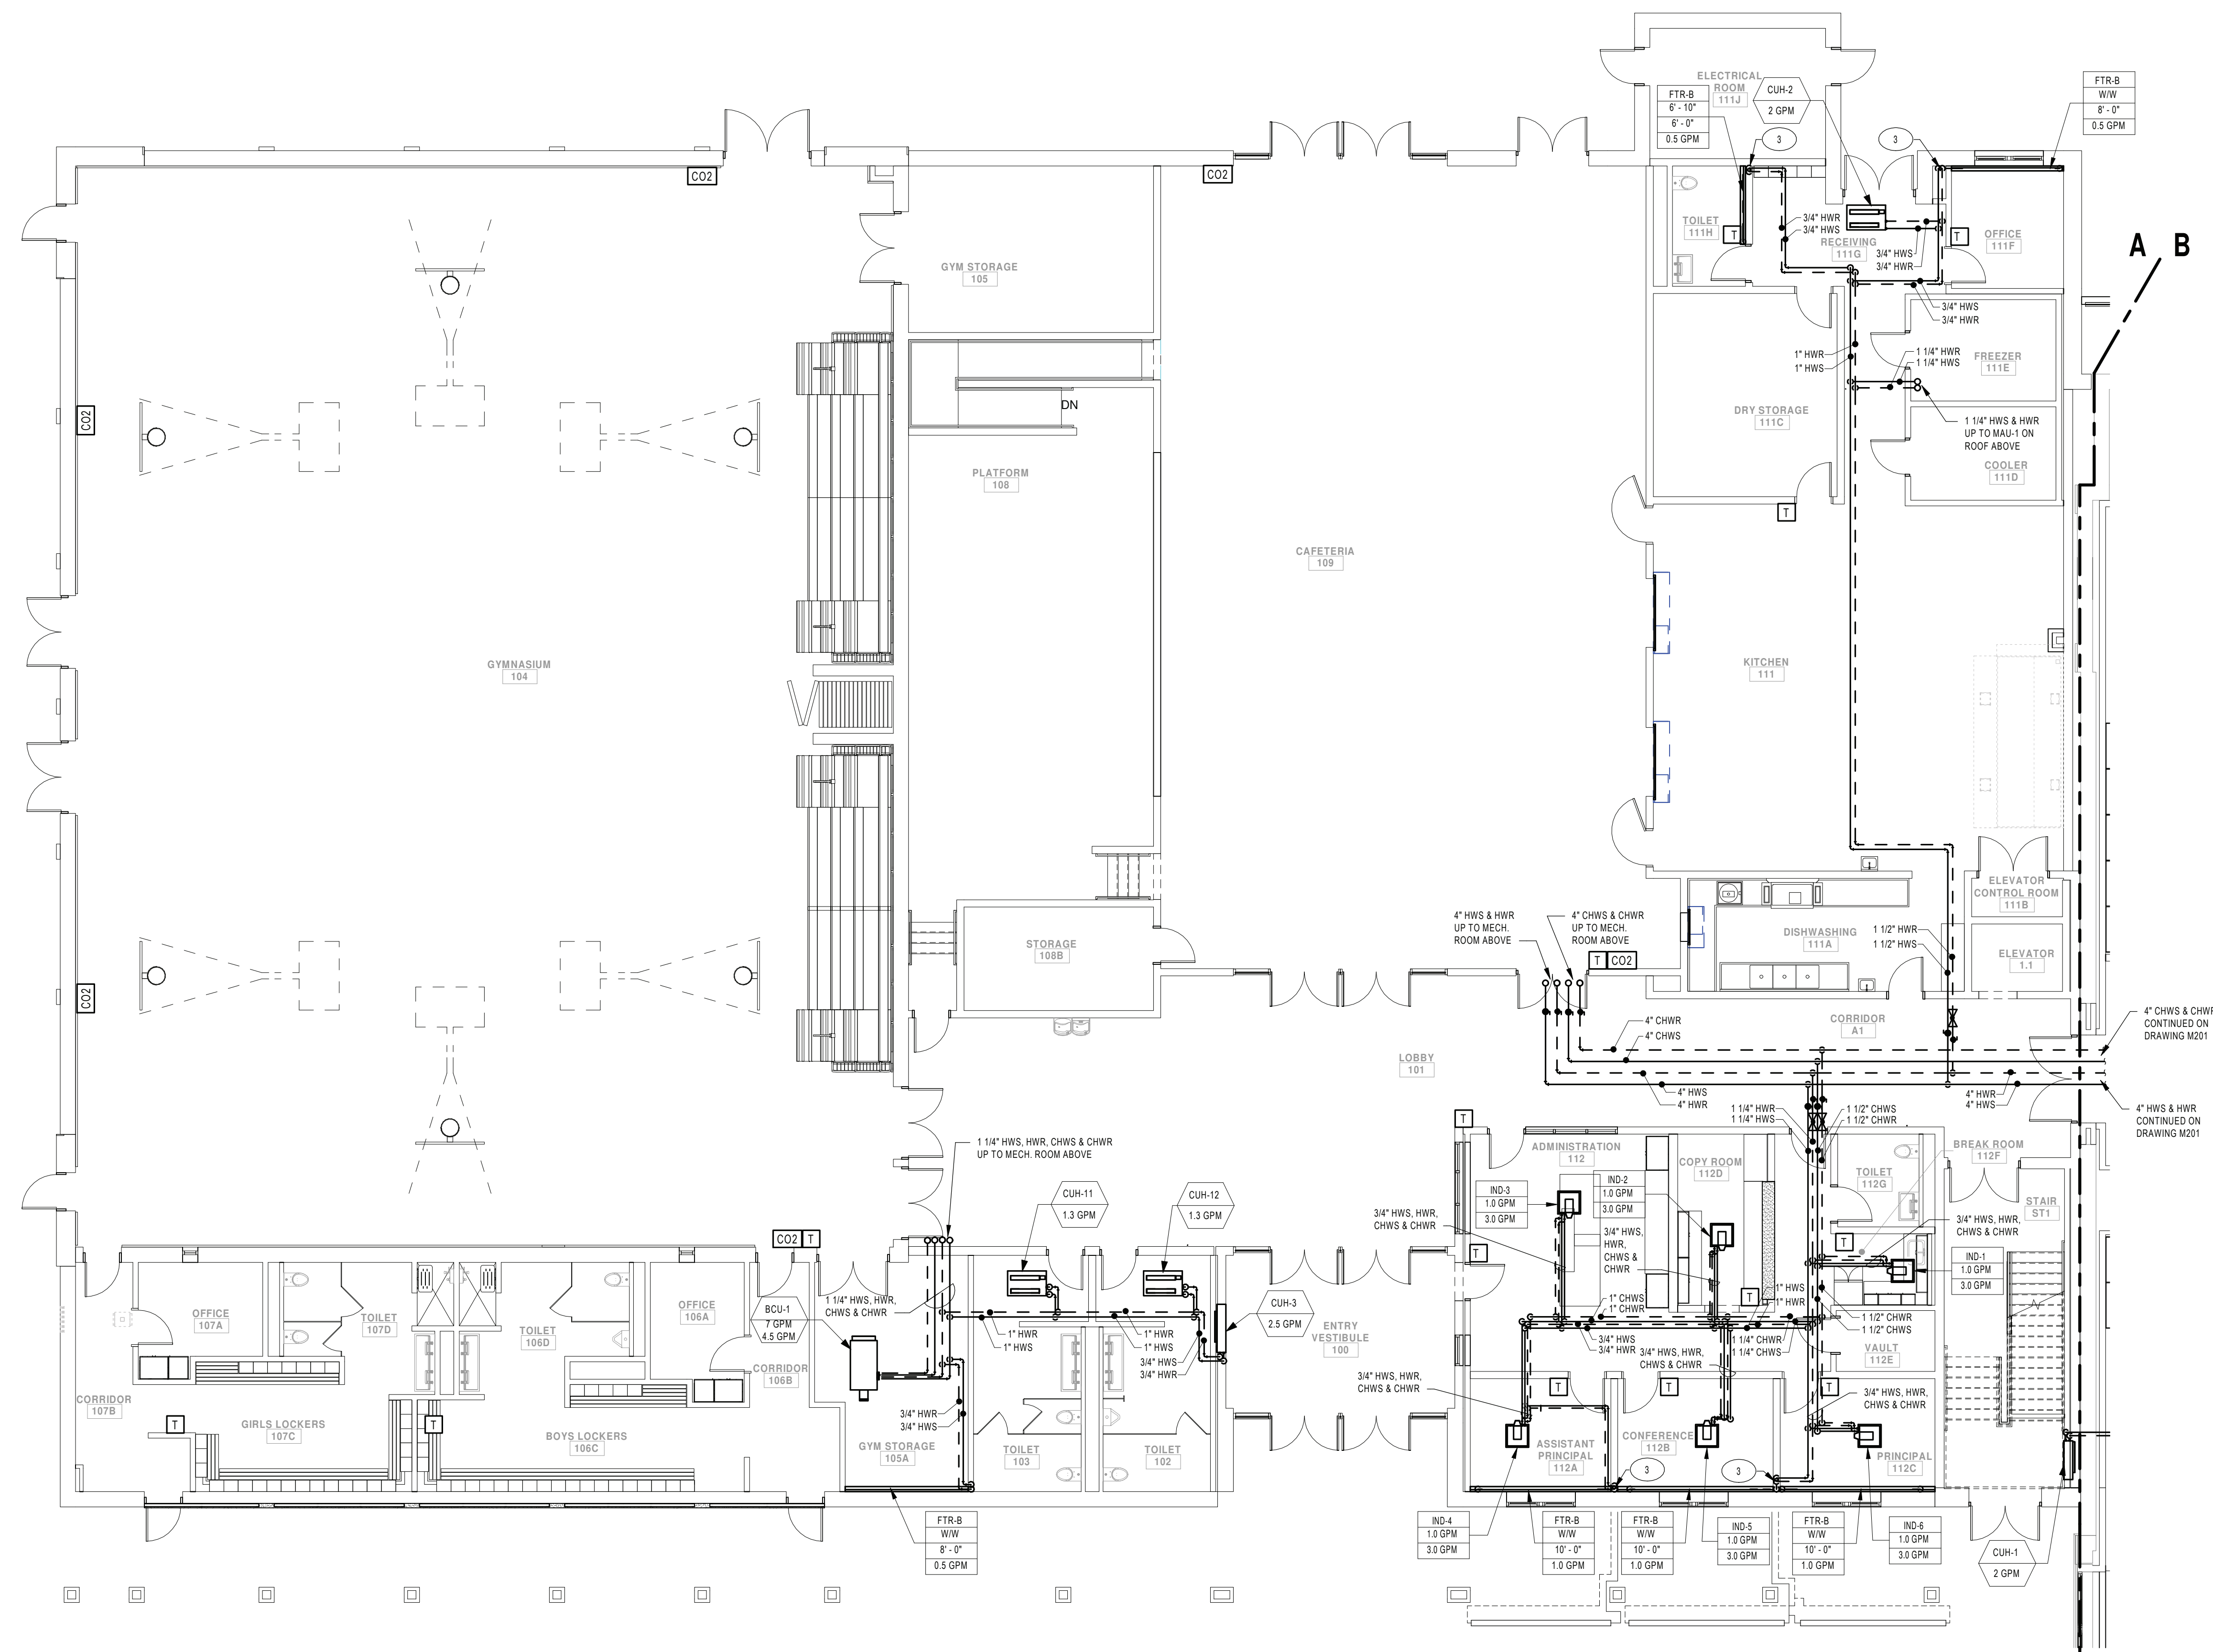 ELECTRICAL
ROOM
111J
FTR-B
6' - 10"
6' - 0"
0.5 GPM
CUH-2
2 GPM
3
3
FTR-B
W/W
8' - 0"
0.5 GPM
CO2
CO2
TOILET
111H
T
3/4" HWR
3/4" HWS
RECEIVING
111G
3/4" HWS
3/4" HWR
T
OFFICE
111F
A B
GYM STORAGE
105
3/4" HWS
3/4" HWR
1" HWR
1" HWS
1 1/4" HWR
1 1/4" HWS
FREEZER
111E
CO2
DN
DRY STORAGE
111C
1 1/4" HWS & HWR
UP TO MAU-1 ON
ROOF ABOVE
COOLER
111D
PLATFORM
108
T
CAFETERIA
109
GYMNASIUM
104
KITCHEN
111
ELEVATOR
CONTROL ROOM
111B
4" HWS & HWR
UP TO MECH.
ROOM ABOVE
4" CHWS & CHWR
UP TO MECH.
ROOM ABOVE
STORAGE
108B
DISHWASHING
111A
1 1/2" HWR
1 1/2" HWS
ELEVATOR
1.1
T
CO2
CO2
CORRIDOR
A1
4" CHWR
4" CHWS
4" CHWS & CHWR
CONTINUED ON
DRAWING M201
LOBBY
101
4" HWS
4" HWR
4" HWR
4" HWS
4" HWS & HWR
CONTINUED ON
DRAWING M201
1 1/4" HWR
1 1/4" HWS
1 1/2" CHWS
1 1/2" CHWR
T
1 1/4" HWS, HWR, CHWS & CHWR
UP TO MECH. ROOM ABOVE
ADMINISTRATION
112
COPY ROOM
112D
BREAK ROOM
112F
TOILET
112G
STAIR
ST1
CUH-11
1.3 GPM
CUH-12
1.3 GPM
IND-3
1.0 GPM
3.0 GPM
IND-2
1.0 GPM
3.0 GPM
3/4" HWS, HWR,
CHWS & CHWR
3/4" HWS,
HWR,
CHWS &
CHWR
3/4" HWS, HWR,
CHWS & CHWR
CO2
T
T
T
IND-1
1.0 GPM
3.0 GPM
OFFICE
107A
TOILET
107D
TOILET
106D
OFFICE
106A
BCU-1
7 GPM
4.5 GPM
1 1/4" HWS, HWR,
CHWS & CHWR
CUH-3
2.5 GPM
ENTRY
VESTIBULE
100
1" HWR
1" HWS
1" HWR
1" HWS
3/4" HWS
3/4" HWR
1" CHWS
1" CHWR
T
1" HWS
1" HWR
3/4" HWS
3/4" HWR
1 1/4" CHWR
1 1/4" CHWS
1 1/2" CHWR
1 1/2" CHWS
VAULT
112E
3/4" HWS, HWR,
CHWS & CHWR
3/4" HWS, HWR,
CHWS & CHWR
3/4" HWS, HWR,
CHWS & CHWR
CORRIDOR
106B
CORRIDOR
107B
T
GIRLS LOCKERS
107C
T
BOYS LOCKERS
106C
3/4" HWR
3/4" HWS
GYM STORAGE
105A
TOILET
103
TOILET
102
T
T
T
ASSISTANT
PRINCIPAL
112A
CONFERENCE
112B
PRINCIPAL
112C
3
3
FTR-B
W/W
8' - 0"
0.5 GPM
IND-4
1.0 GPM
3.0 GPM
FTR-B
W/W
10' - 0"
1.0 GPM
FTR-B
W/W
10' - 0"
1.0 GPM
IND-5
1.0 GPM
3.0 GPM
FTR-B
W/W
10' - 0"
1.0 GPM
IND-6
1.0 GPM
3.0 GPM
CUH-1
2 GPM